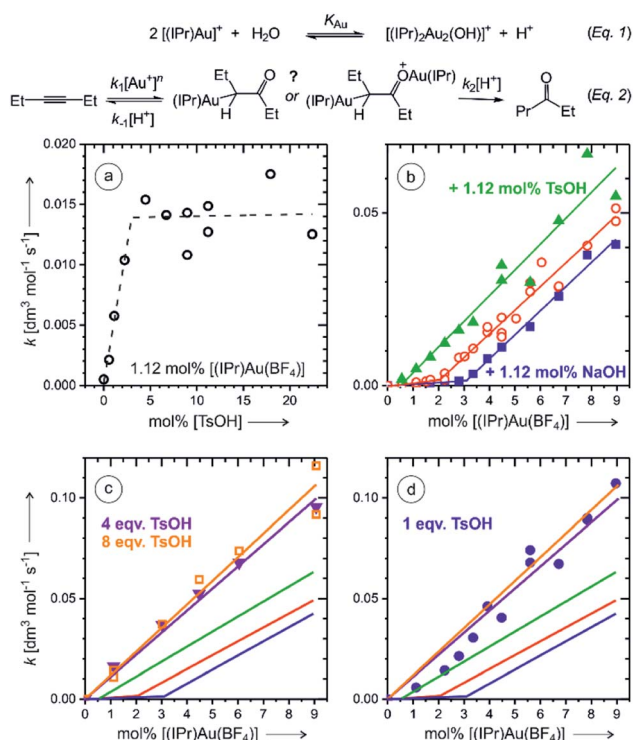 2 [(IPr)Au]⁺ + H₂O ⇌ K_Au [(IPr)₂Au₂(OH)]⁺ + H⁺ (Eq. 1)
Et—≡—Et k₁[Au⁺]ⁿ k₋₁[H⁺] (IPr)Au Et O H Et ? or (IPr)Au Et O⁺ Au(IPr) H Et k₂[H⁺] Pr O Et (Eq. 2)
a
k [dm³ mol⁻¹ s⁻¹]
0.020
0.015
0.010
0.005
0.000
1.12 mol% [(IPr)Au(BF₄)]
0 5 10 15 20
mol% [TsOH]
b
0.05
0.00
+ 1.12 mol% TsOH
+ 1.12 mol% NaOH
0 1 2 3 4 5 6 7 8 9
mol% [(IPr)Au(BF₄)]
c
k [dm³ mol⁻¹ s⁻¹]
0.10
0.05
0.00
4 eqv. TsOH
8 eqv. TsOH
0 1 2 3 4 5 6 7 8 9
mol% [(IPr)Au(BF₄)]
d
0.10
0.05
0.00
1 eqv. TsOH
0 1 2 3 4 5 6 7 8 9
mol% [(IPr)Au(BF₄)]